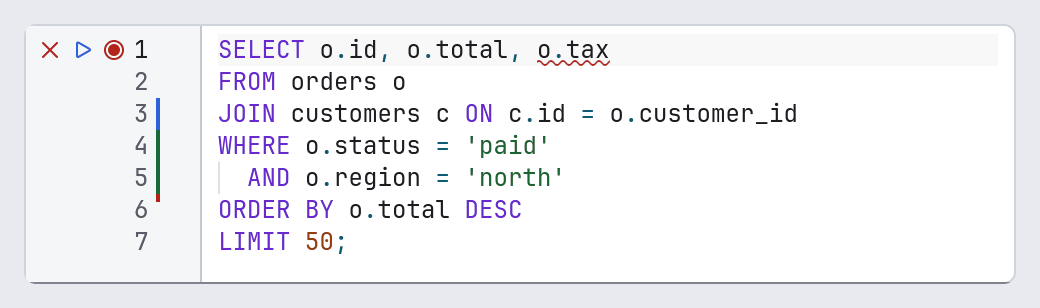 1 SELECT o.id, o.total, o.tax
2 FROM orders o
3 JOIN customers c ON c.id = o.customer_id
4 WHERE o.status = 'paid'
5   AND o.region = 'north'
6 ORDER BY o.total DESC
7 LIMIT 50;